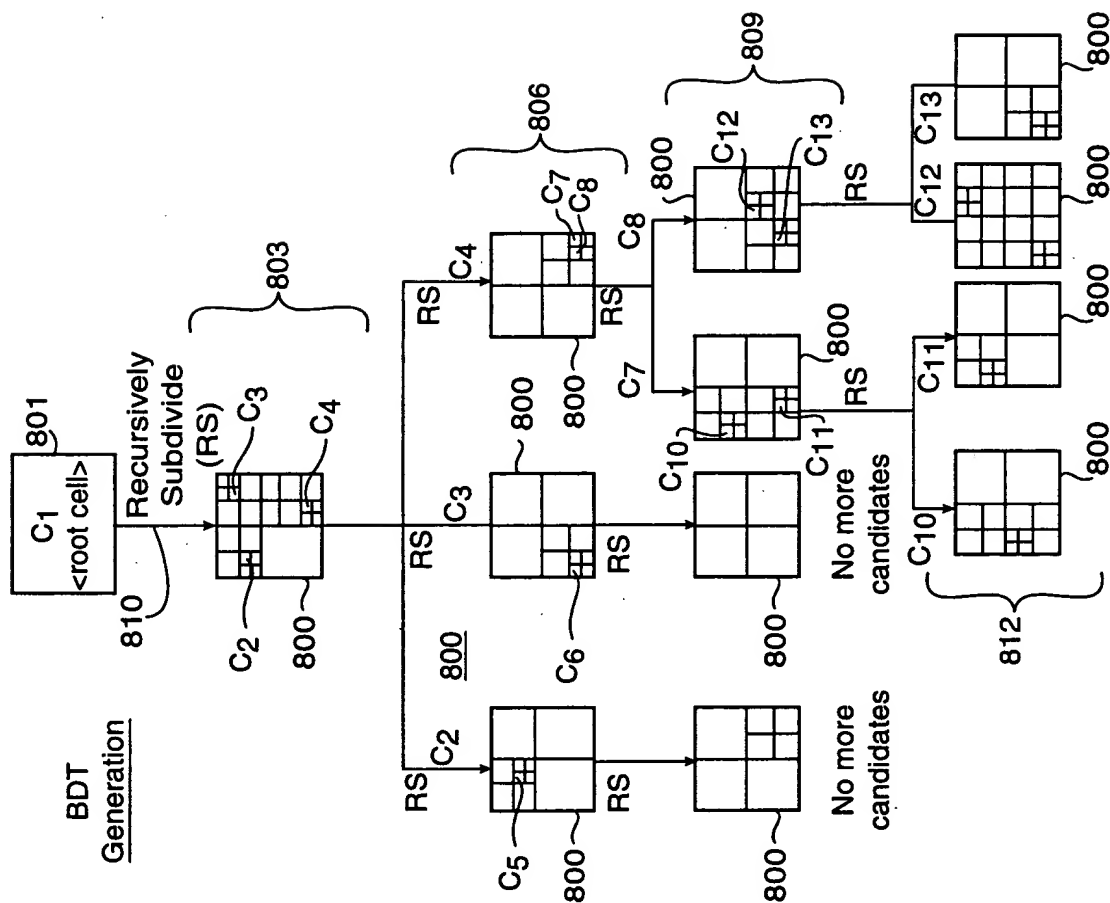 BDT
Generation
C1
<root cell>
801
810
Recursively
Subdivide
(RS)
803
C3
C4
C2
800
RS
C2
RS
C3
RS
C4
806
800
C5
800
RS
800
C6
RS
800
C7
C8
800
RS
C7
C8
809
800
No more
candidates
800
No more
candidates
800
C10
C11
800
RS
800
C12
C13
RS
C10
C11
C12
C13
812
800
800
800
800